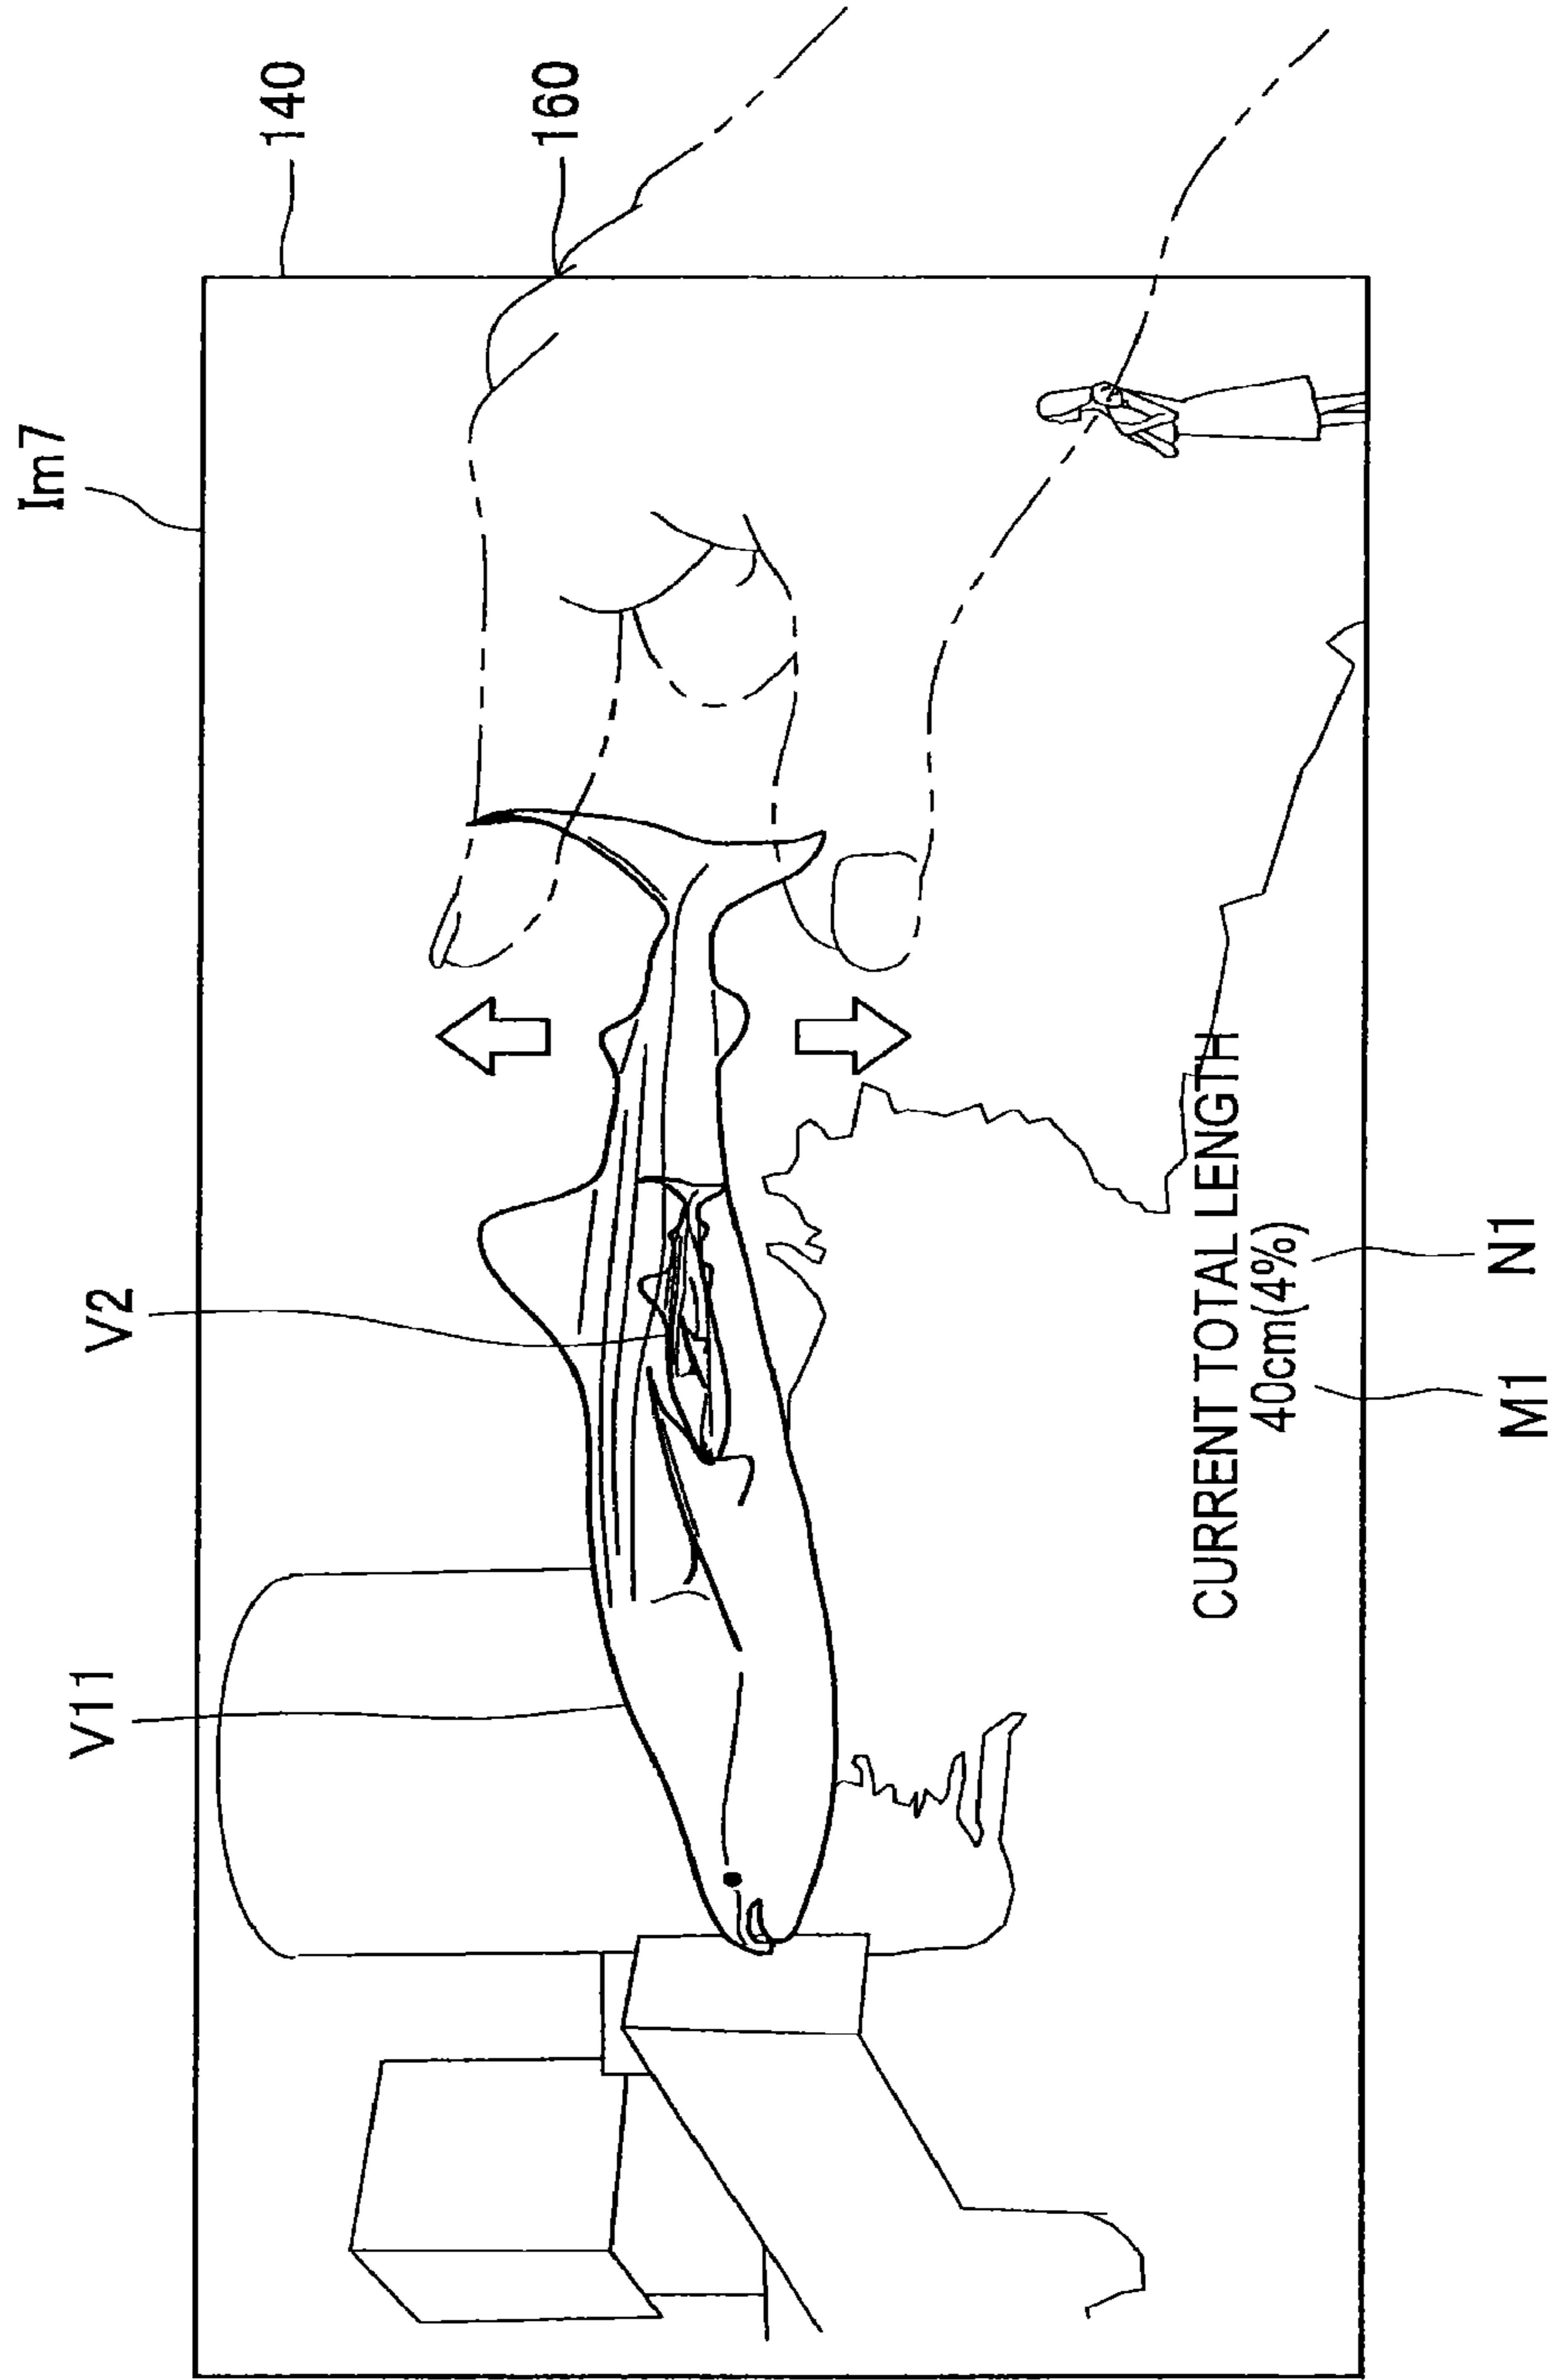 Im7
140
160
V2
V11
CURRENT TOTAL LENGTH
40cm(4%)
N1
M1